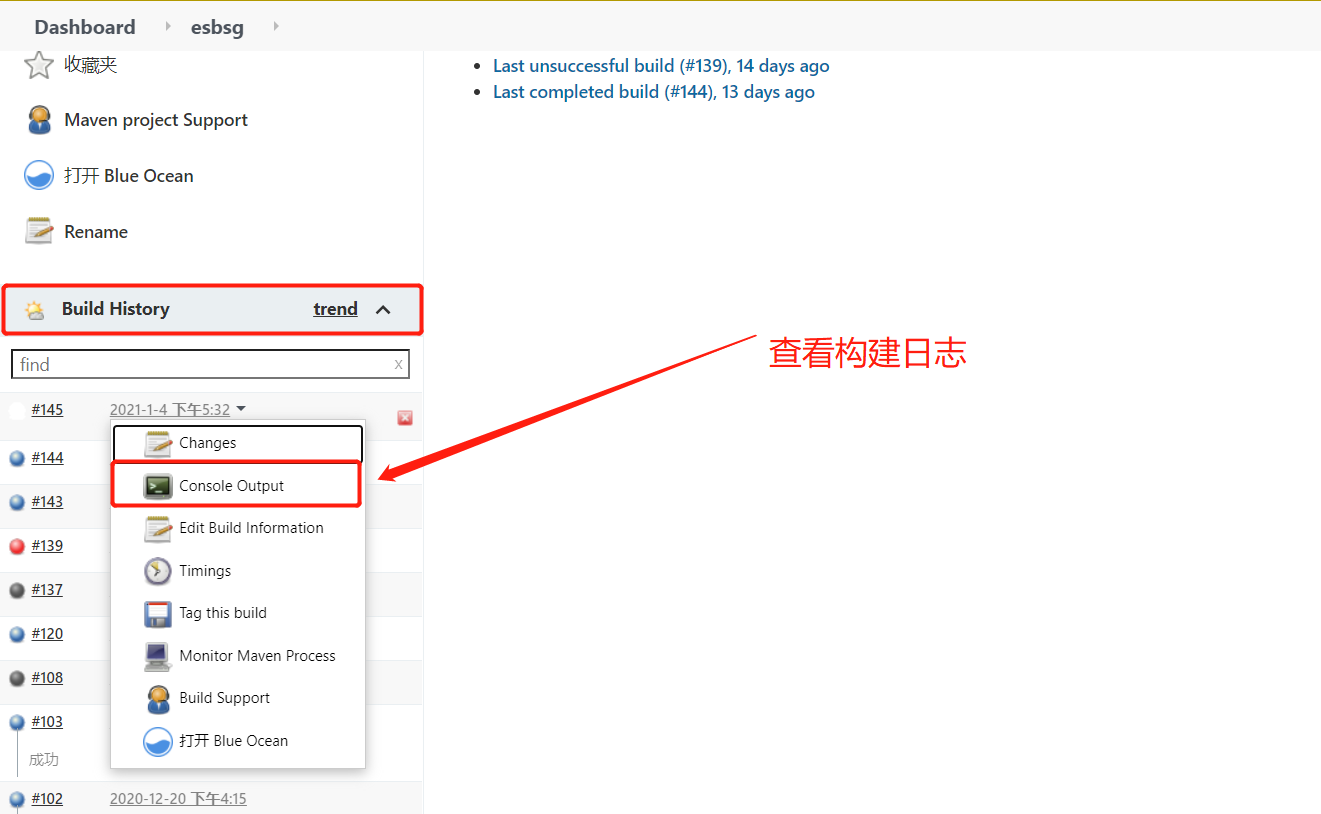 Dashboard esbsg
收藏夹
Last unsuccessful build (#139), 14 days ago
Last completed build (#144), 13 days ago
Maven project Support
打开 Blue Ocean
Rename
Build History trend
查看构建日志
find x
#145 2021-1-4 下午5:32
Changes
#144
Console Output
#143
Edit Build Information
#139
Timings
#137
Tag this build
#120
Monitor Maven Process
#108
Build Support
#103
打开 Blue Ocean
成功
#102 2020-12-20 下午4:15